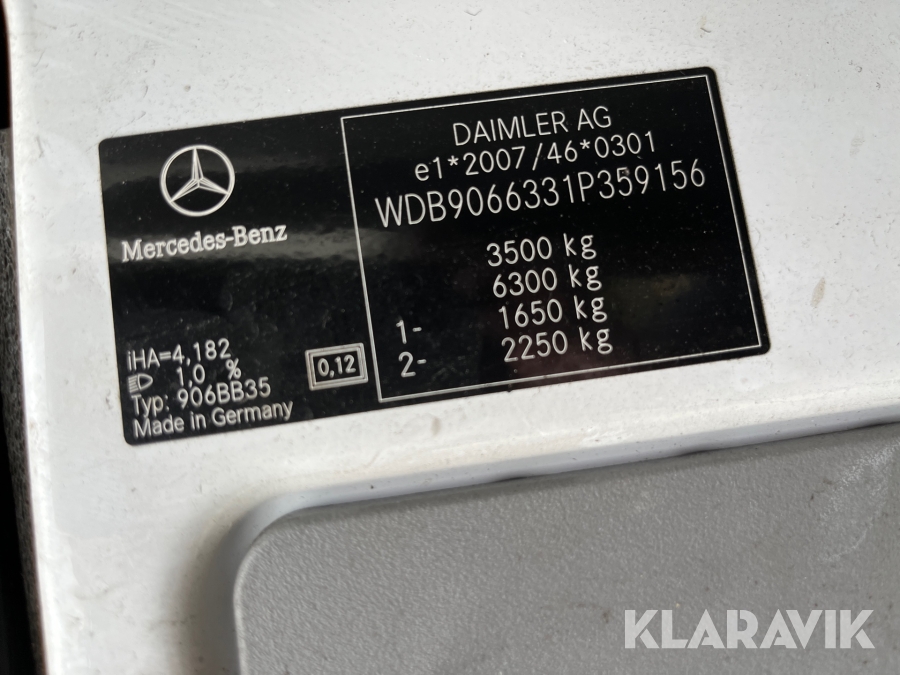 Mercedes-Benz
iHA=4,182
1,0 %
Typ: 906BB35
Made in Germany
0,12
DAIMLER AG
e1*2007/46*0301
WDB9066331P359156
3500 kg
6300 kg
1- 1650 kg
2- 2250 kg
KLARAVIK